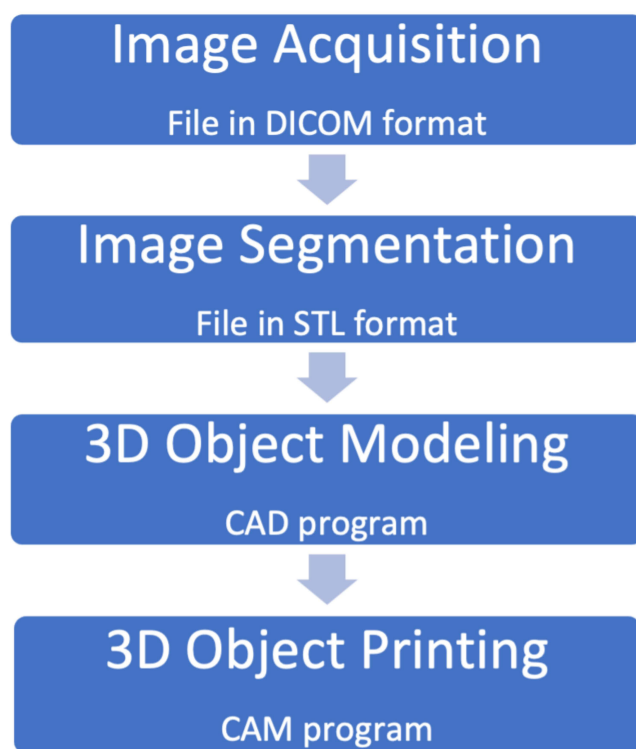 Image Acquisition
File in DICOM format
Image Segmentation
File in STL format
3D Object Modeling
CAD program
3D Object Printing
CAM program